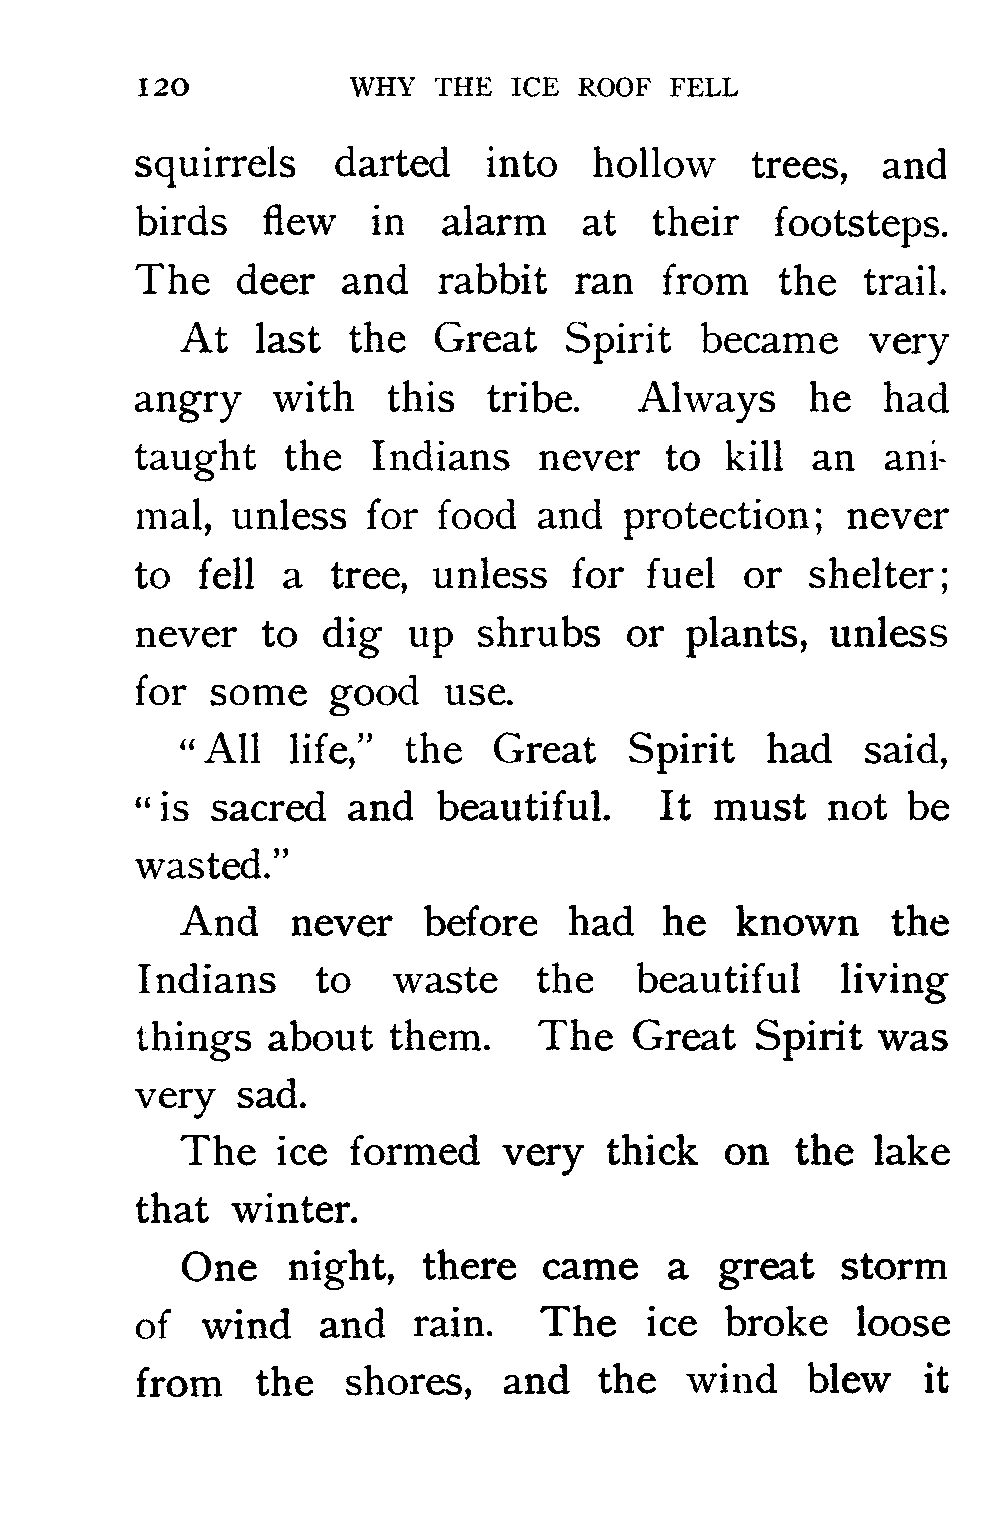 120 WHY THE ICE ROOF FELL
squirrels darted into hollow trees, and
birds flew in alarm at their footsteps.
The deer and rabbit ran from the trail.
At last the Great Spirit became very
angry with this tribe. Always he had
taught the Indians never to kill an ani-
mal, unless for food and protection; never
to fell a tree, unless for fuel or shelter;
never to dig up shrubs or plants, unless
for some good use.
“All life,” the Great Spirit had said,
“is sacred and beautiful. It must not be
wasted.”
And never before had he known the
Indians to waste the beautiful living
things about them. The Great Spirit was
very sad.
The ice formed very thick on the lake
that winter.
One night, there came a great storm
of wind and rain. The ice broke loose
from the shores, and the wind blew it